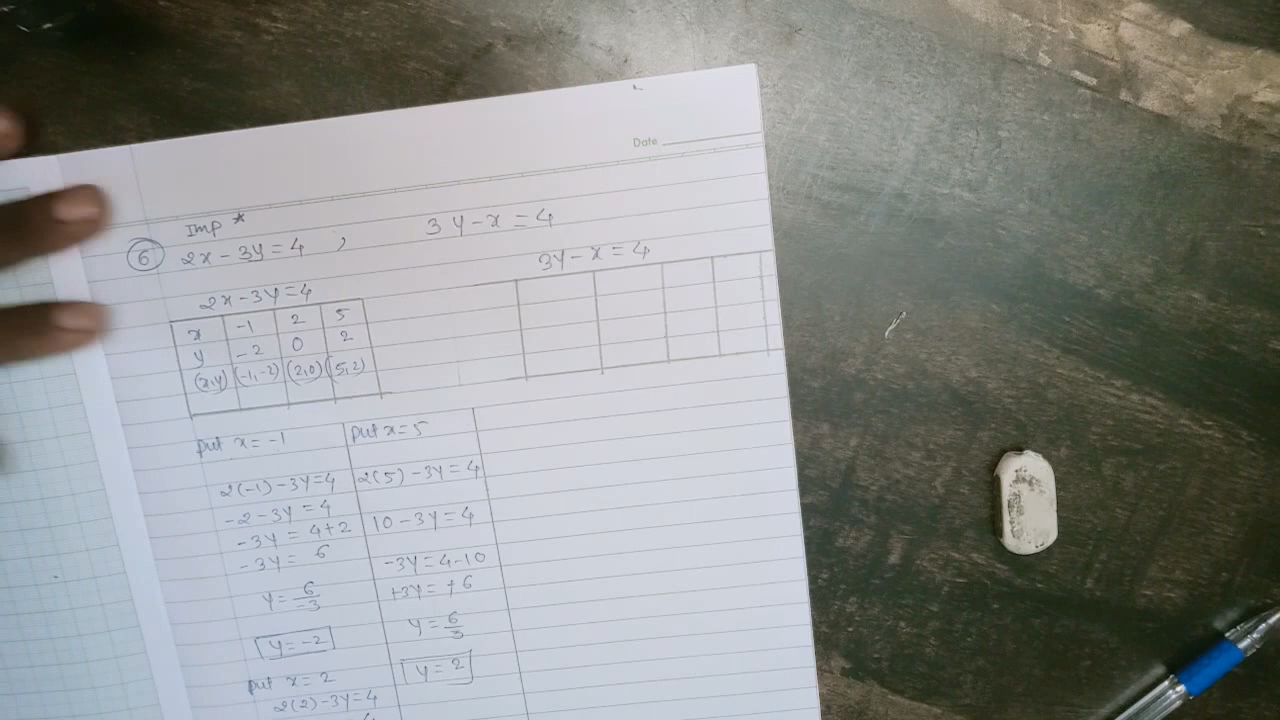 Date
Imp *
6 2x - 3y = 4 , 3y - x = 4
2x - 3y = 4 3y - x = 4
x -1 2 5
y -2 0 2
(x,y) (-1,-2) (2,0) (5,2)
put x = -1 put x = 5
2(-1) - 3y = 4 2(5) - 3y = 4
-2 - 3y = 4 10 - 3y = 4
-3y = 4+2 -3y = 4-10
-3y = 6 +3y = +6
y = 6/-3 y = 6/3
y = -2 y = 2
put x = 2
2(2) - 3y = 4